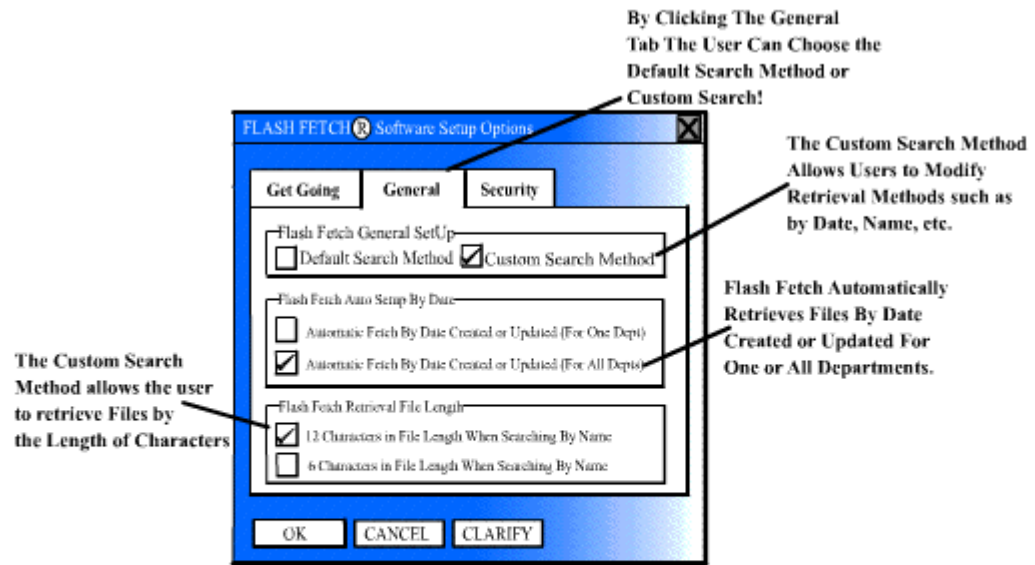 By Clicking The General
Tab The User Can Choose the
Default Search Method or
Custom Search!
FLASH FETCH® Software Setup Options
The Custom Search Method
Allows Users to Modify
Retrieval Methods such as
by Date, Name, etc.
Get Going General Security
Flash Fetch General SetUp
Default Search Method Custom Search Method
Flash Fetch Automatically
Retrieves Files By Date
Created or Updated For
One or All Departments.
Flash Fetch Auto Setup By Date
Automatic Fetch By Date Created or Updated (For One Dept)
Automatic Fetch By Date Created or Updated (For All Depts)
The Custom Search
Method allows the user
to retrieve Files by
the Length of Characters
Flash Fetch Retrieval File Length
12 Characters in File Length When Searching By Name
6 Characters in File Length When Searching By Name
OK CANCEL CLARIFY